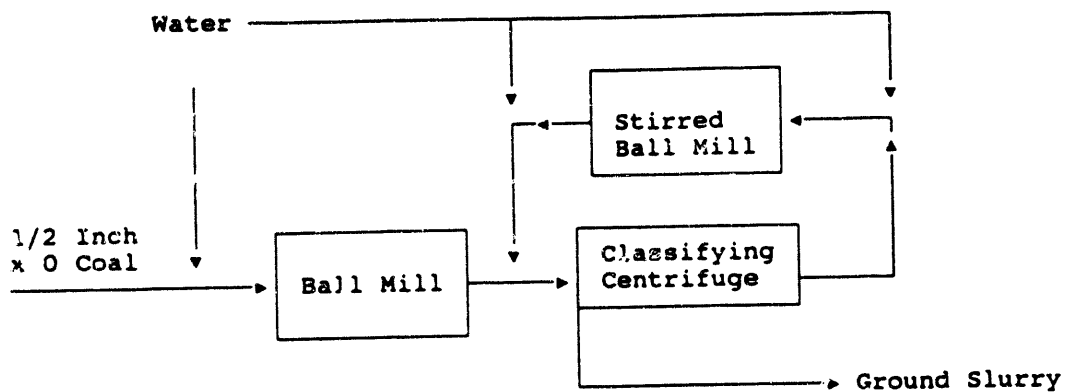 Water
Stirred
Ball Mill
1/2 Inch
x 0 Coal
Ball Mill
Classifying
Centrifuge
Ground Slurry